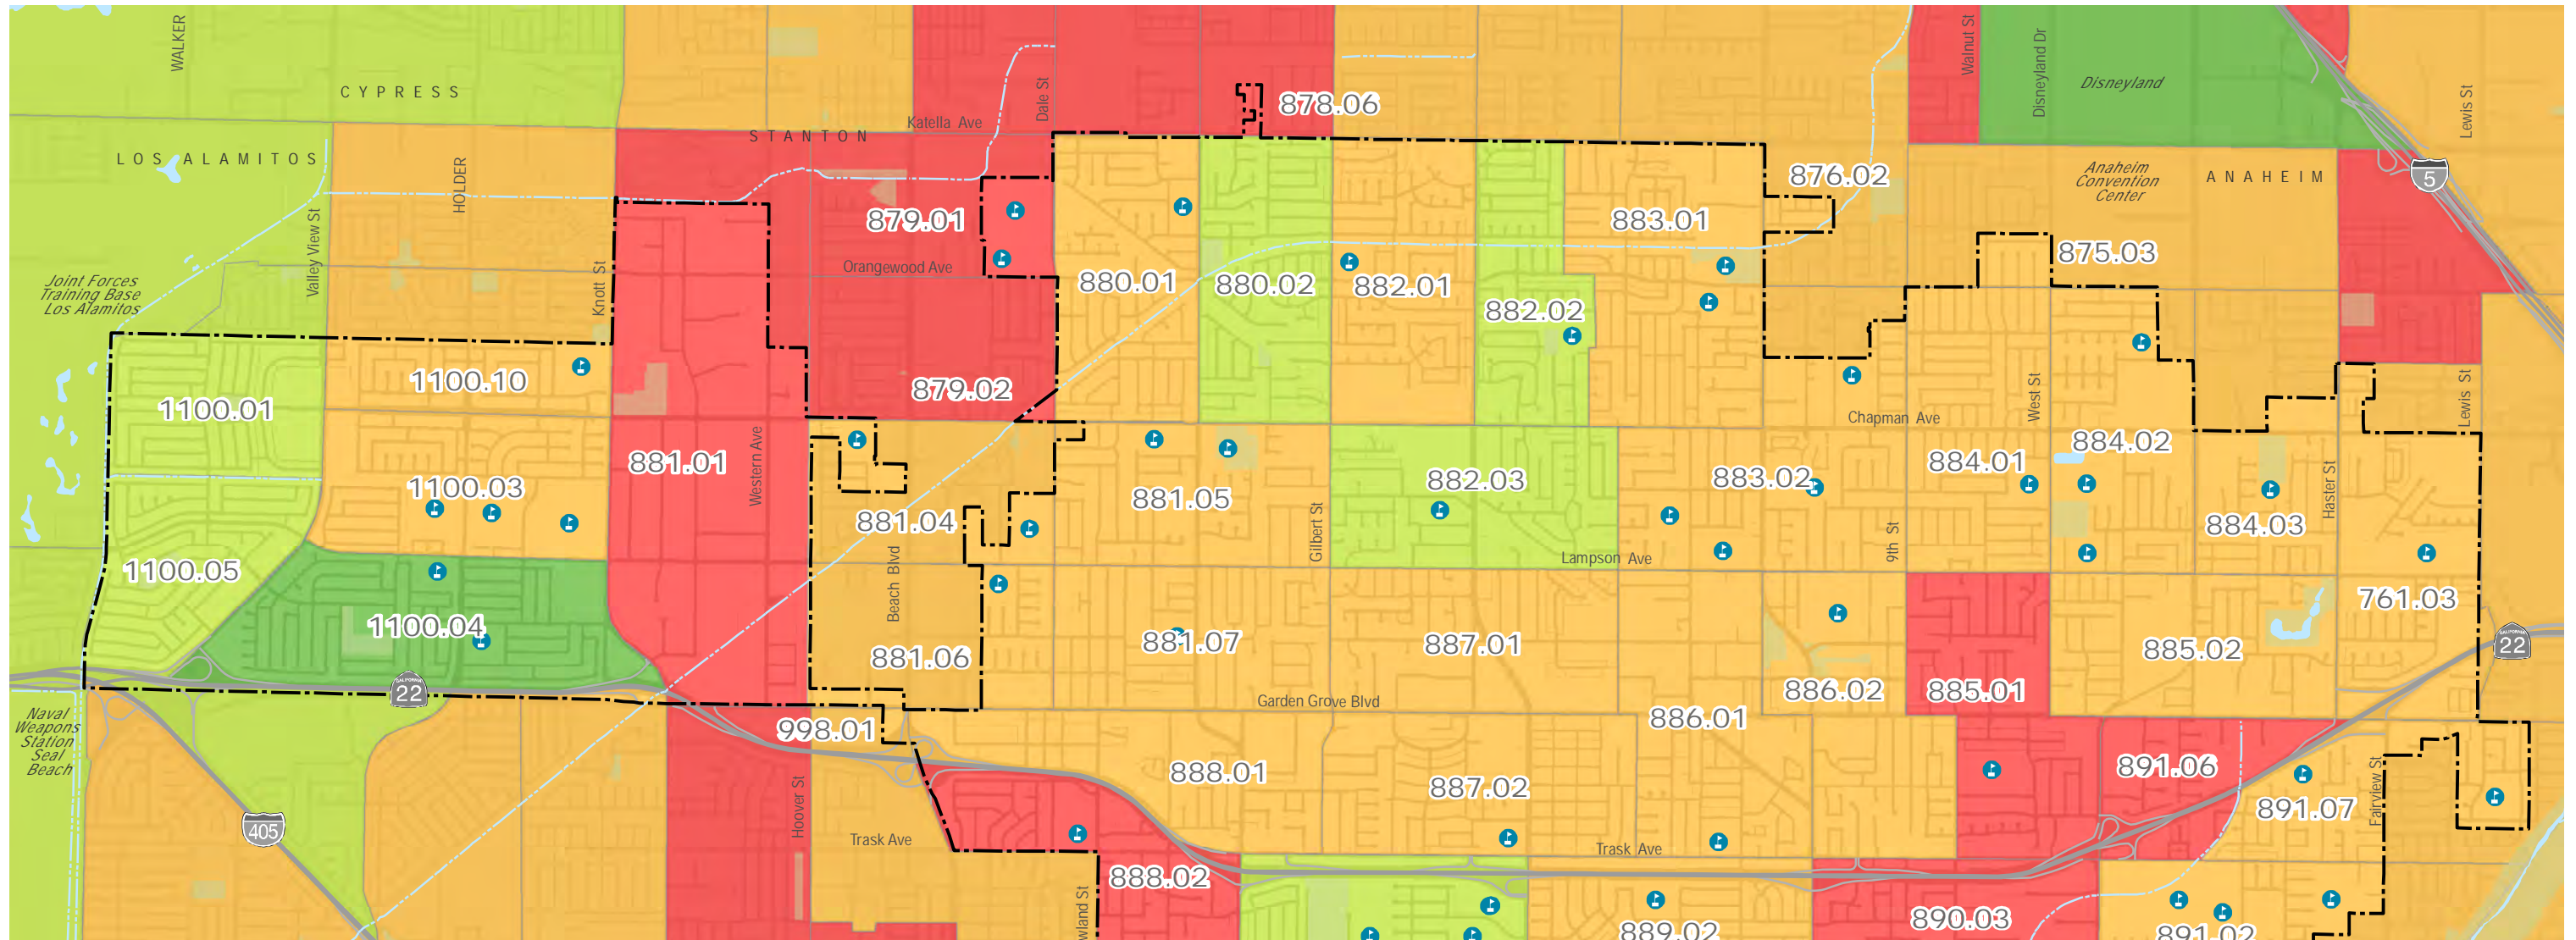 WALKER
CYPRESS
LOS ALAMITOS
HOLDER
Valley View St
Knott St
Joint Forces
Training Base
Los Alamitos
STANTON
Katella Ave
Dale St
878.06
Walnut St
Disneyland Dr
Disneyland
Lewis St
5
876.02
Anaheim
Convention
Center
ANAHEIM
879.01
Orangewood Ave
883.01
875.03
880.01
880.02
882.01
882.02
879.02
1100.10
1100.01
West St
Lewis St
Chapman Ave
884.02
881.01
Western Ave
1100.03
881.05
882.03
883.02
884.01
Haster St
Gilbert St
881.04
9th St
884.03
Lampson Ave
1100.05
Beach Blvd
761.03
1100.04
881.07
887.01
881.06
885.02
CALIFORNIA
22
CALIFORNIA
22
886.02
885.01
Garden Grove Blvd
886.01
998.01
Naval
Weapons
Station
Seal
Beach
888.01
887.02
891.06
891.07
Fairview St
Hoover St
405
Trask Ave
Trask Ave
888.02
wland St
889.02
890.03
891.02